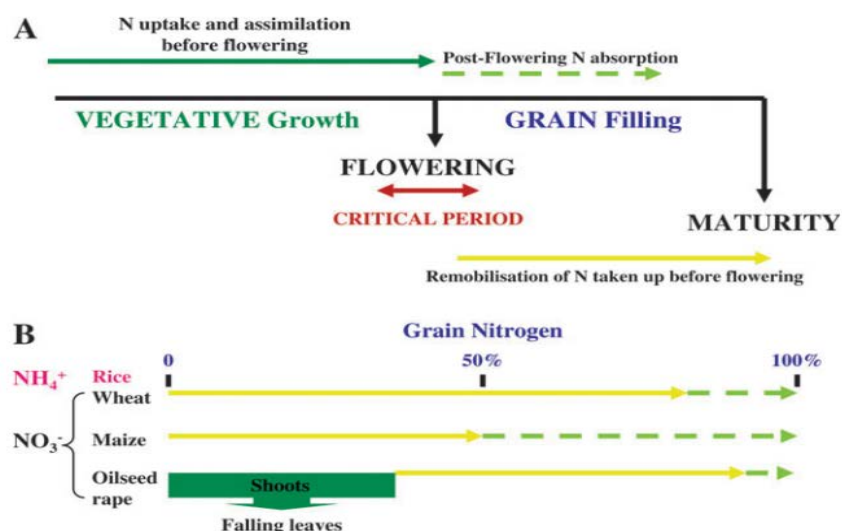 A
N uptake and assimilation
before flowering
Post-Flowering N absorption
VEGETATIVE Growth
GRAIN Filling
FLOWERING
CRITICAL PERIOD
MATURITY
Remobilisation of N taken up before flowering
B
Grain Nitrogen
0 50% 100%
NH₄⁺ Rice
Wheat
NO₃⁻ Maize
Oilseed
rape
Shoots
Falling leaves